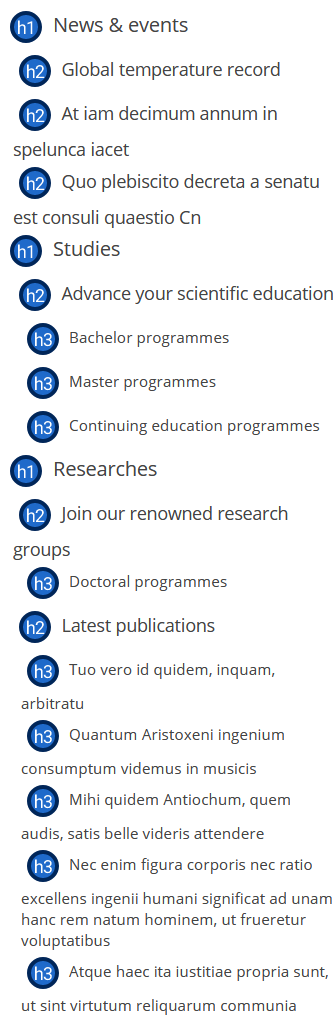 h1 News & events
h2 Global temperature record
h2 At iam decimum annum in
spelunca iacet
h2 Quo plebiscito decreta a senatu
est consuli quaestio Cn
h1 Studies
h2 Advance your scientific education
h3 Bachelor programmes
h3 Master programmes
h3 Continuing education programmes
h1 Researches
h2 Join our renowned research
groups
h3 Doctoral programmes
h2 Latest publications
h3 Tuo vero id quidem, inquam,
arbitratu
h3 Quantum Aristoxeni ingenium
consumptum videmus in musicis
h3 Mihi quidem Antiochum, quem
audis, satis belle videris attendere
h3 Nec enim figura corporis nec ratio
excellens ingenii humani significat ad unam
hanc rem natum hominem, ut frueretur
voluptatibus
h3 Atque haec ita iustitiae propria sunt,
ut sint virtutum reliquarum communia